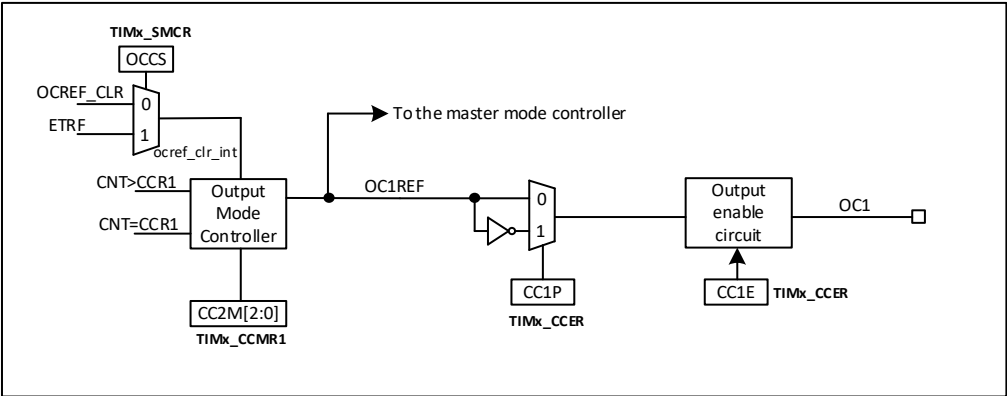 TIMx_SMCR
OCCS
OCREF_CLR
0
ETRF
1
ocref_clr_int
To the master mode controller
CNT>CCR1
CNT=CCR1
Output
Mode
Controller
OC1REF
0
1
Output
enable
circuit
OC1
CC1P
TIMx_CCER
CC1E
TIMx_CCER
CC2M[2:0]
TIMx_CCMR1